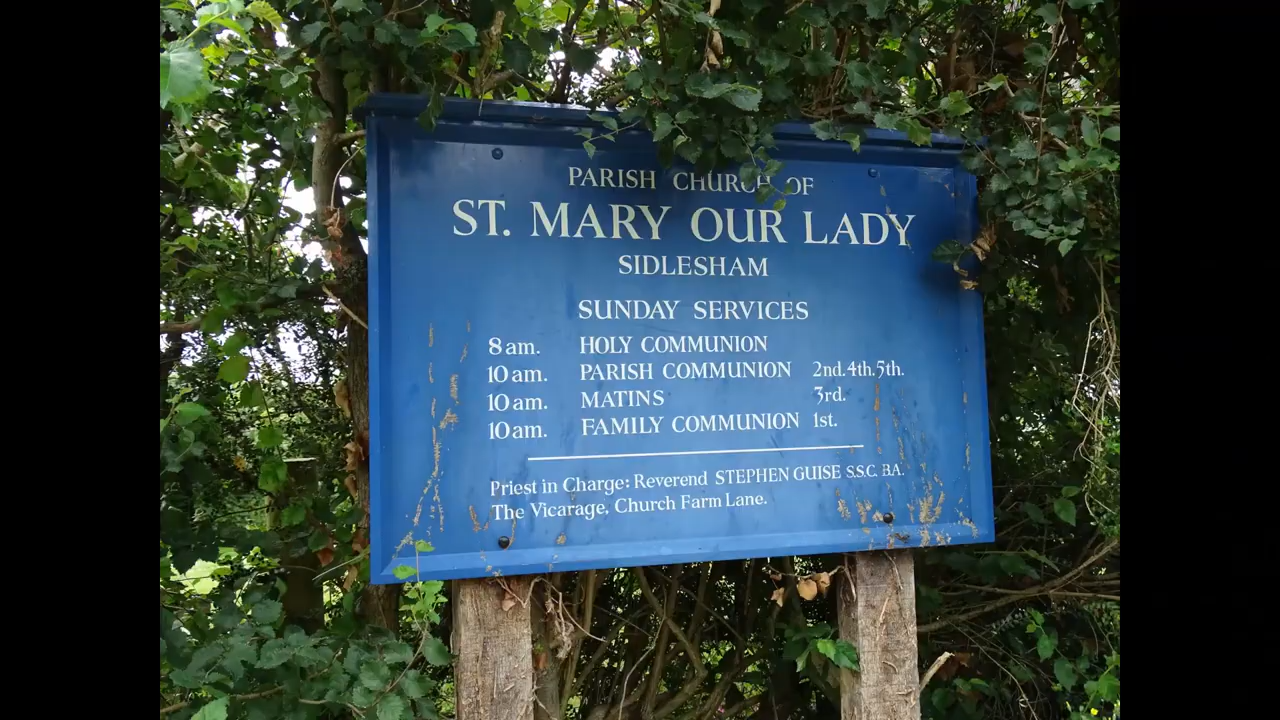 PARISH CHURCH OF
ST. MARY OUR LADY
SIDLESHAM
SUNDAY SERVICES
8 am. HOLY COMMUNION
10 am. PARISH COMMUNION 2nd. 4th. 5th.
10 am. MATINS 3rd.
10 am. FAMILY COMMUNION 1st.
Priest in Charge: Reverend STEPHEN GUISE S.S.C. B.A.
The Vicarage, Church Farm Lane.